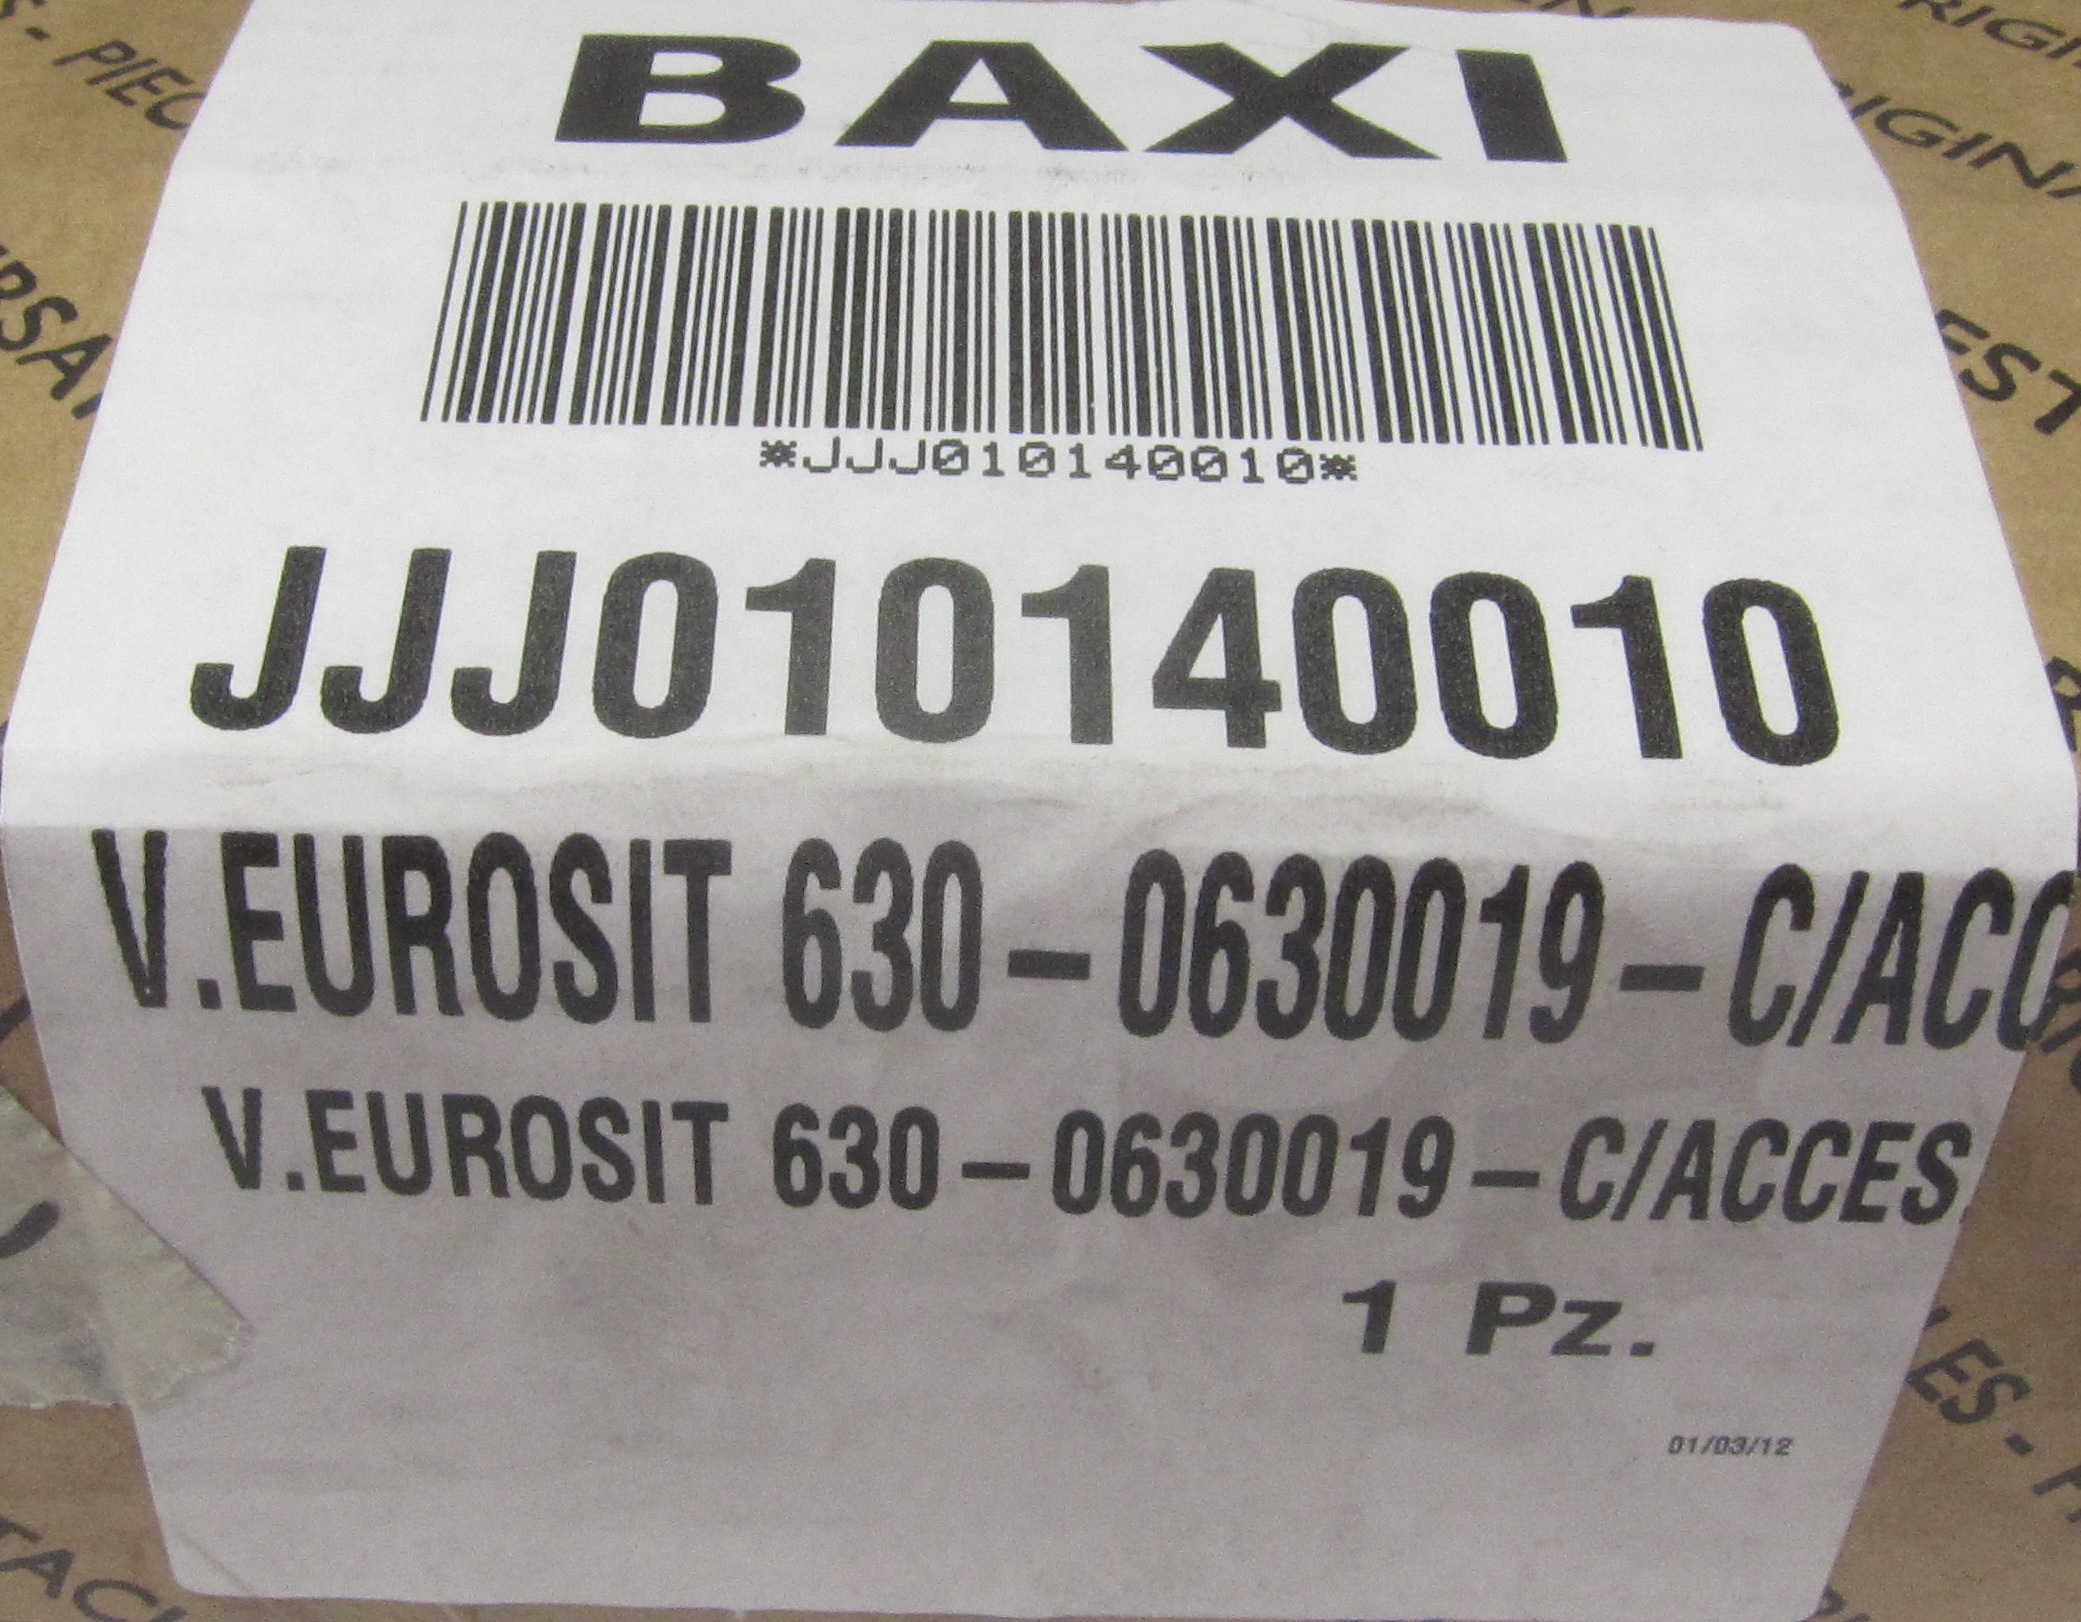 BAXI
*JJJ010140010*
JJJ010140010
V.EUROSIT 630-0630019-C/ACC
V.EUROSIT 630-0630019-C/ACCES
1 Pz.
01/03/12